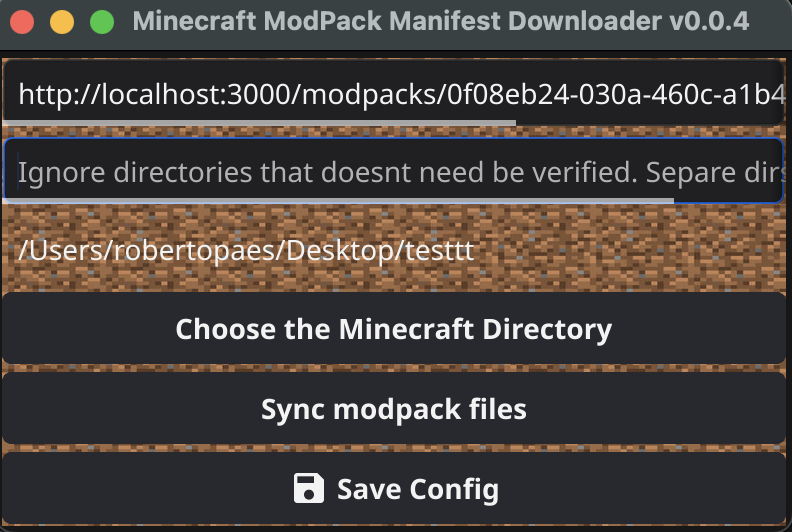 Minecraft ModPack Manifest Downloader v0.0.4
http://localhost:3000/modpacks/0f08eb24-030a-460c-a1b4
Ignore directories that doesnt need be verified. Separe dirs
/Users/robertopaes/Desktop/testtt
Choose the Minecraft Directory
Sync modpack files
Save Config